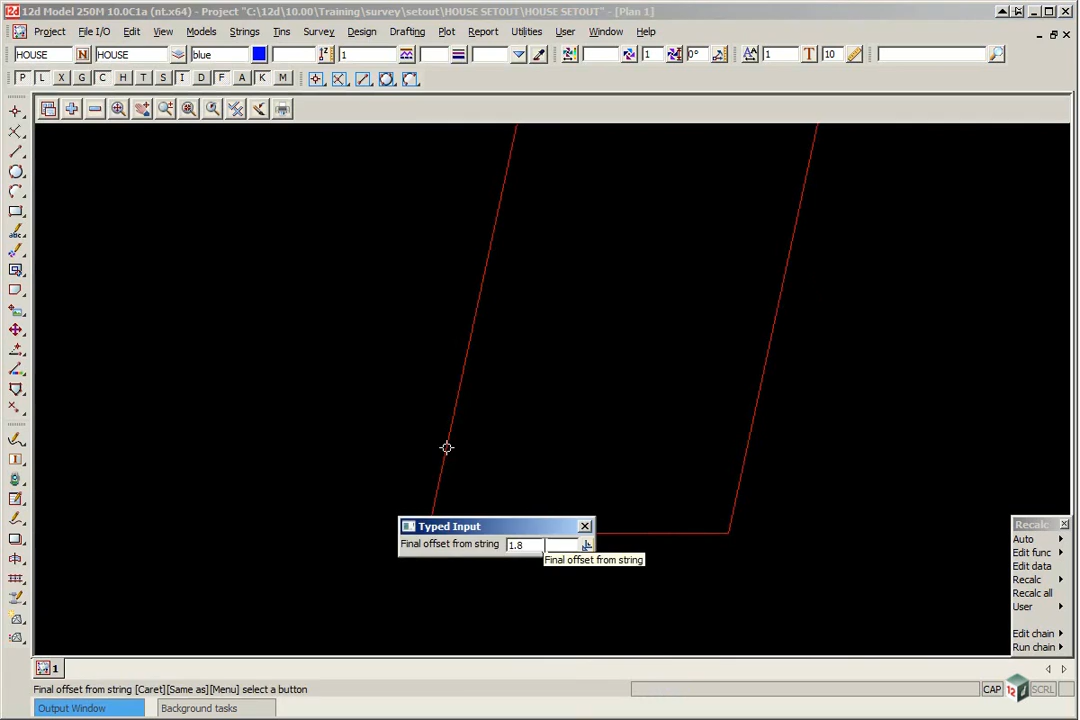 12d Model 250M 10.0C1a (nt.x64) - Project "C:\12d\10.00\Training\survey\setout\HOUSE SETOUT\HOUSE SETOUT" - [Plan 1]
Project File I/O Edit View Models Strings Tins Survey Design Drafting Plot Report Utilities User Window Help
HOUSE N HOUSE blue 1 1 0° A 1 T 10
P L X G C H T S I D F A K M
Typed Input
Final offset from string 1.8
Final offset from string
Recalc
Auto
Edit func
Edit data
Recalc
Recalc all
User
Edit chain
Run chain
1
Final offset from string [Caret][Same as][Menu] select a button CAP 12 SCRL
Output Window Background tasks